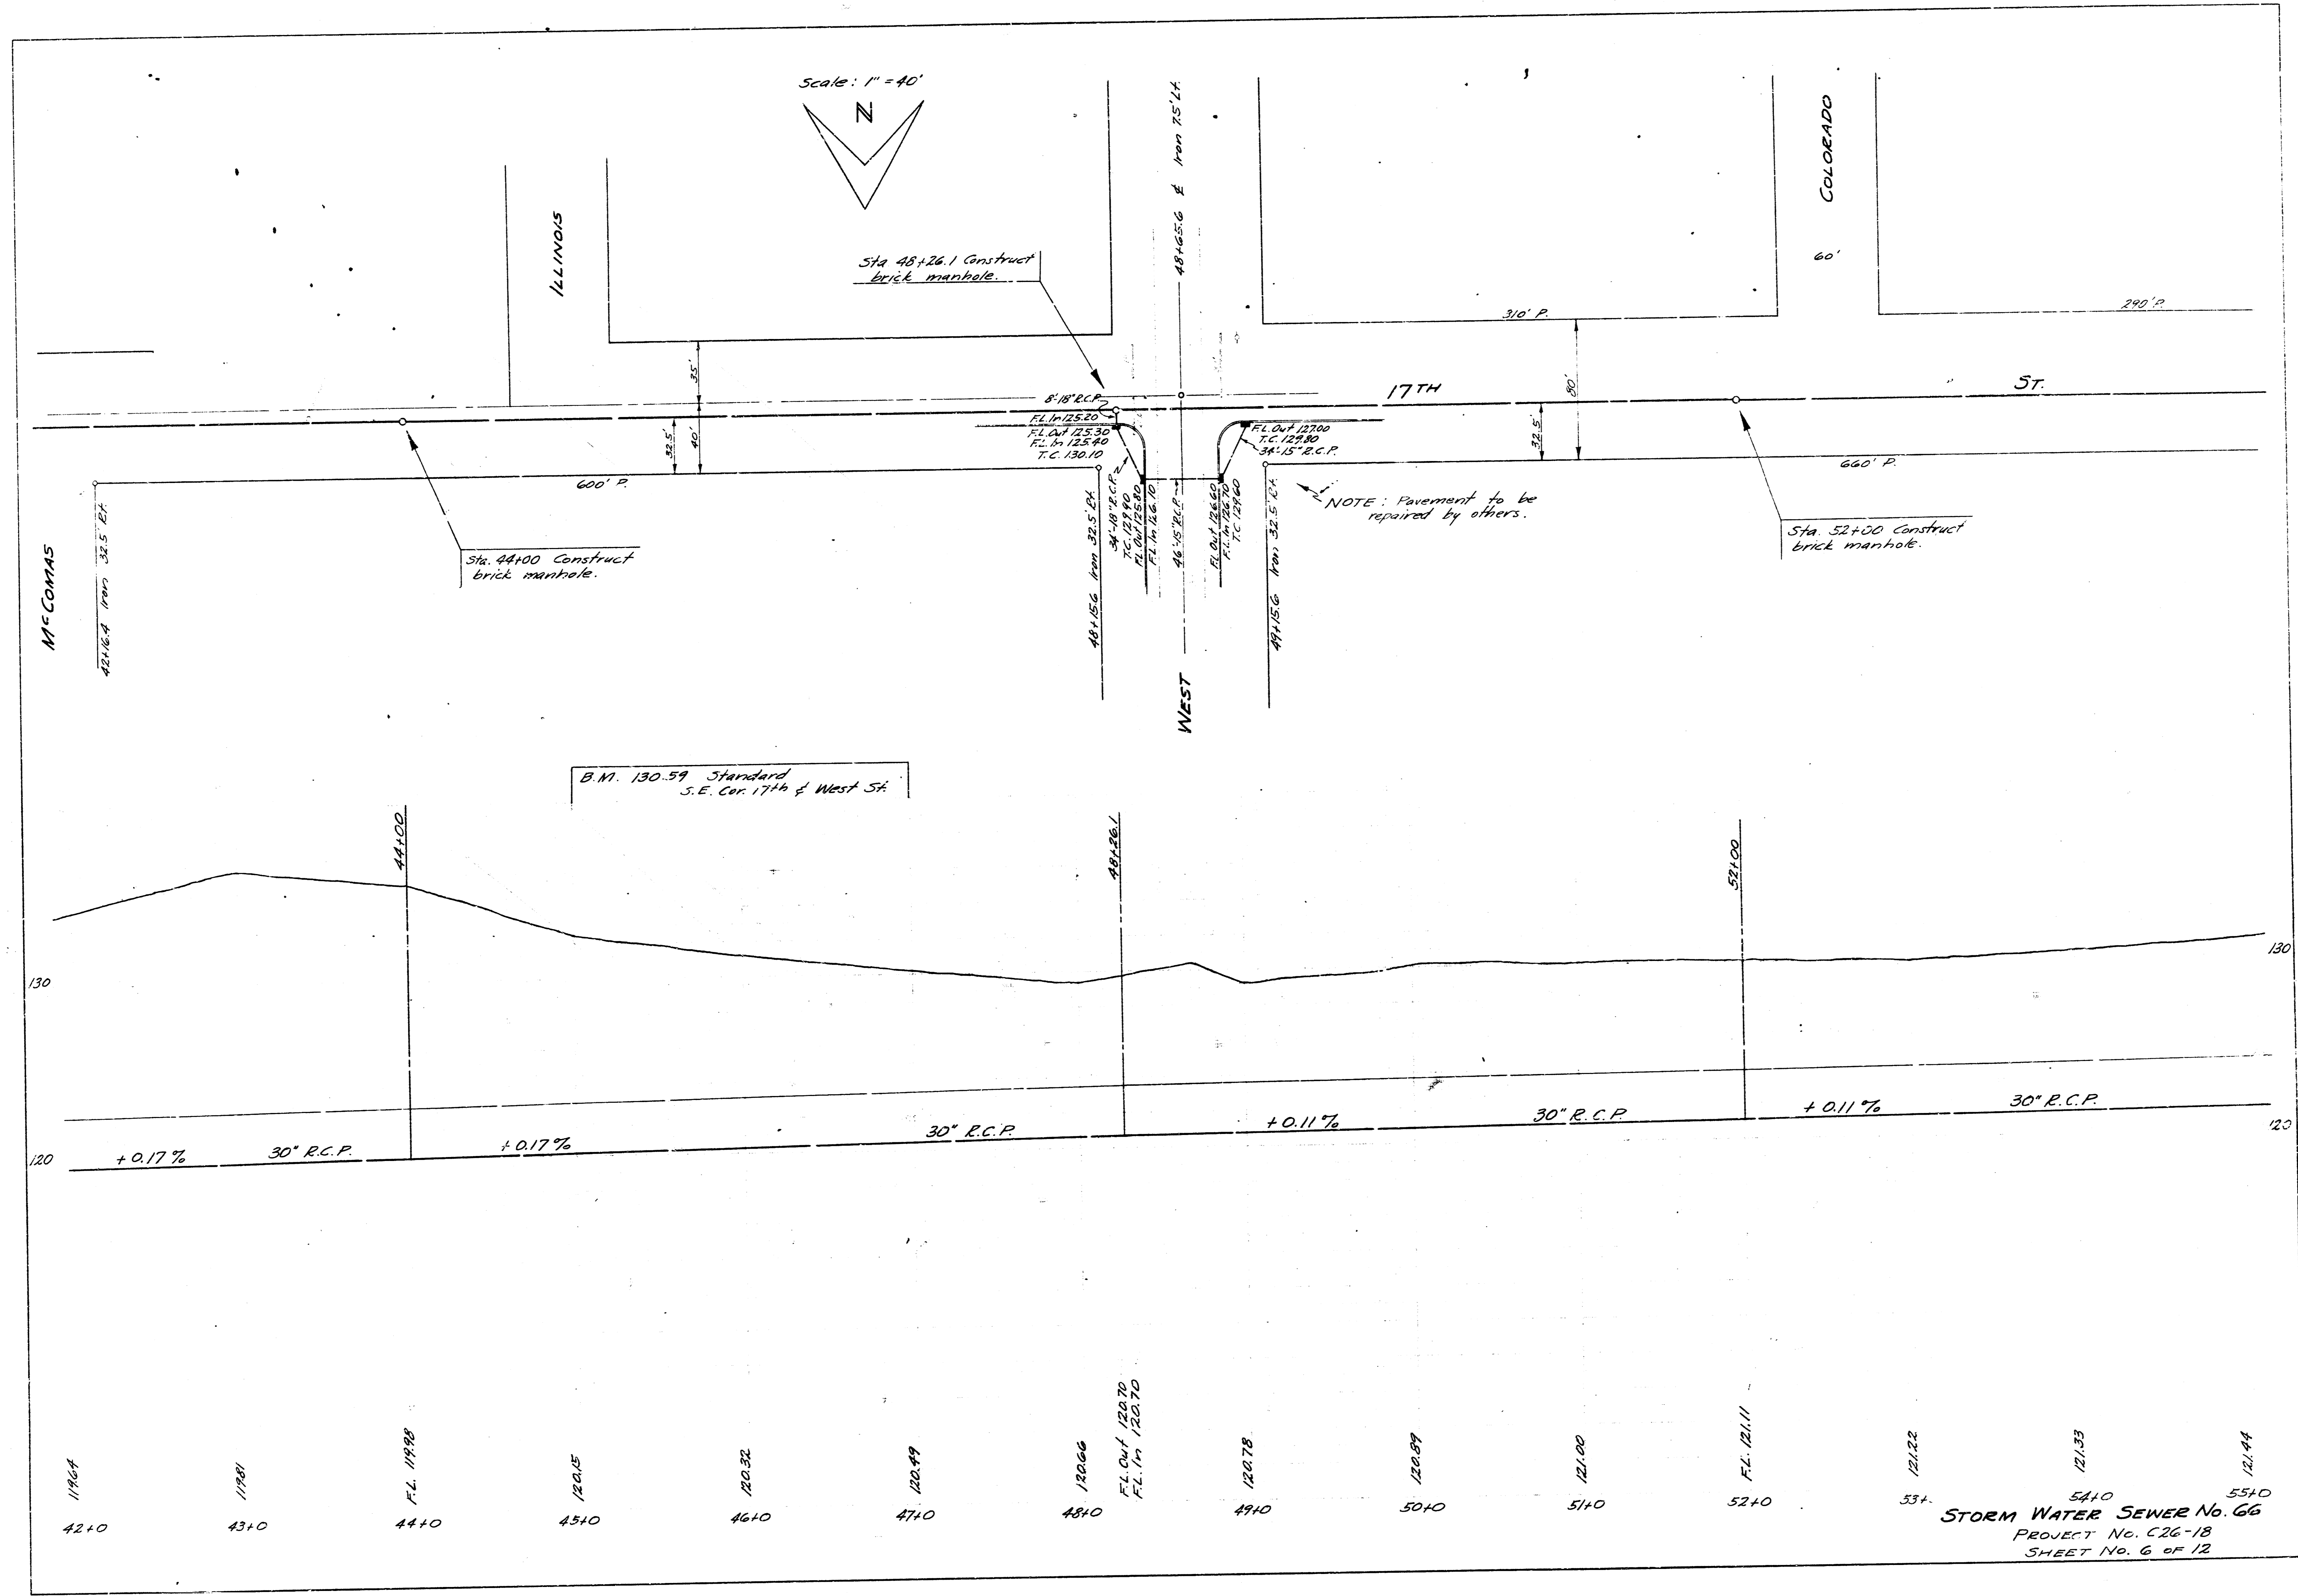 Scale: 1" = 40'
N
ILLINOIS
Sta 48+26.1 Construct
brick manhole.
48+65.6 ⅊ Iron 7.5' Lt.
COLORADO
60'
310' P.
290' P.
35'
40'
32.5'
8'-18" R.C.P.
F.L. In 125.20
F.L. Out 125.30
F.L. In 125.40
T.C. 130.10
17TH
ST.
80'
32.5'
F.L. Out 127.00
T.C. 129.80
34'-15" R.C.P.
600' P.
660' P.
McCOMAS
42+16.4 Iron 32.5' Rt.
Sta. 44+00 Construct
brick manhole.
48+15.6 Iron 32.5' Rt.
34'-18" R.C.P.
T.C. 129.90
F.L. Out 125.80
F.L. In 126.10
46'-15" R.C.P.
F.L. Out 126.60
F.L. In 126.70
T.C. 129.60
49+15.6 Iron 32.5' Rt.
NOTE: Pavement to be
repaired by others.
Sta. 52+00 Construct
brick manhole.
WEST
B.M. 130.59 Standard
S.E. Cor. 17th & West St.
44+00
48+26.1
52+00
130
130
120
+0.17%
30" R.C.P.
+0.17%
30" R.C.P.
+0.11%
30" R.C.P.
+0.11%
30" R.C.P.
120
119.64
119.81
F.L. 119.98
120.15
120.32
120.49
120.66
F.L. Out 120.70
F.L. In 120.70
120.78
120.89
121.00
F.L. 121.11
121.22
121.33
121.44
42+0
43+0
44+0
45+0
46+0
47+0
48+0
49+0
50+0
51+0
52+0
53+
54+0
55+0
STORM WATER SEWER No. 66
PROJECT No. C26-18
SHEET No. 6 OF 12